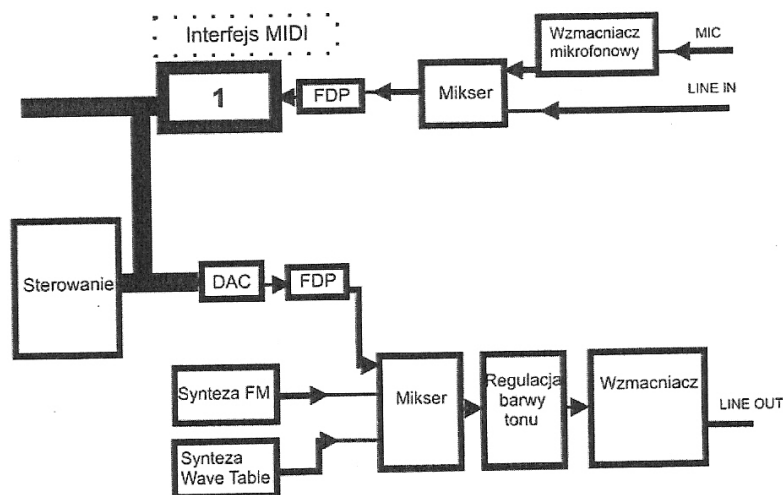 Interfejs MIDI
Wzmacniacz
mikrofonowy
MIC
1
FDP
Mikser
LINE IN
Sterowanie
DAC
FDP
Synteza FM
Mikser
Regulacja
barwy
tonu
Wzmacniacz
LINE OUT
Synteza
Wave Table